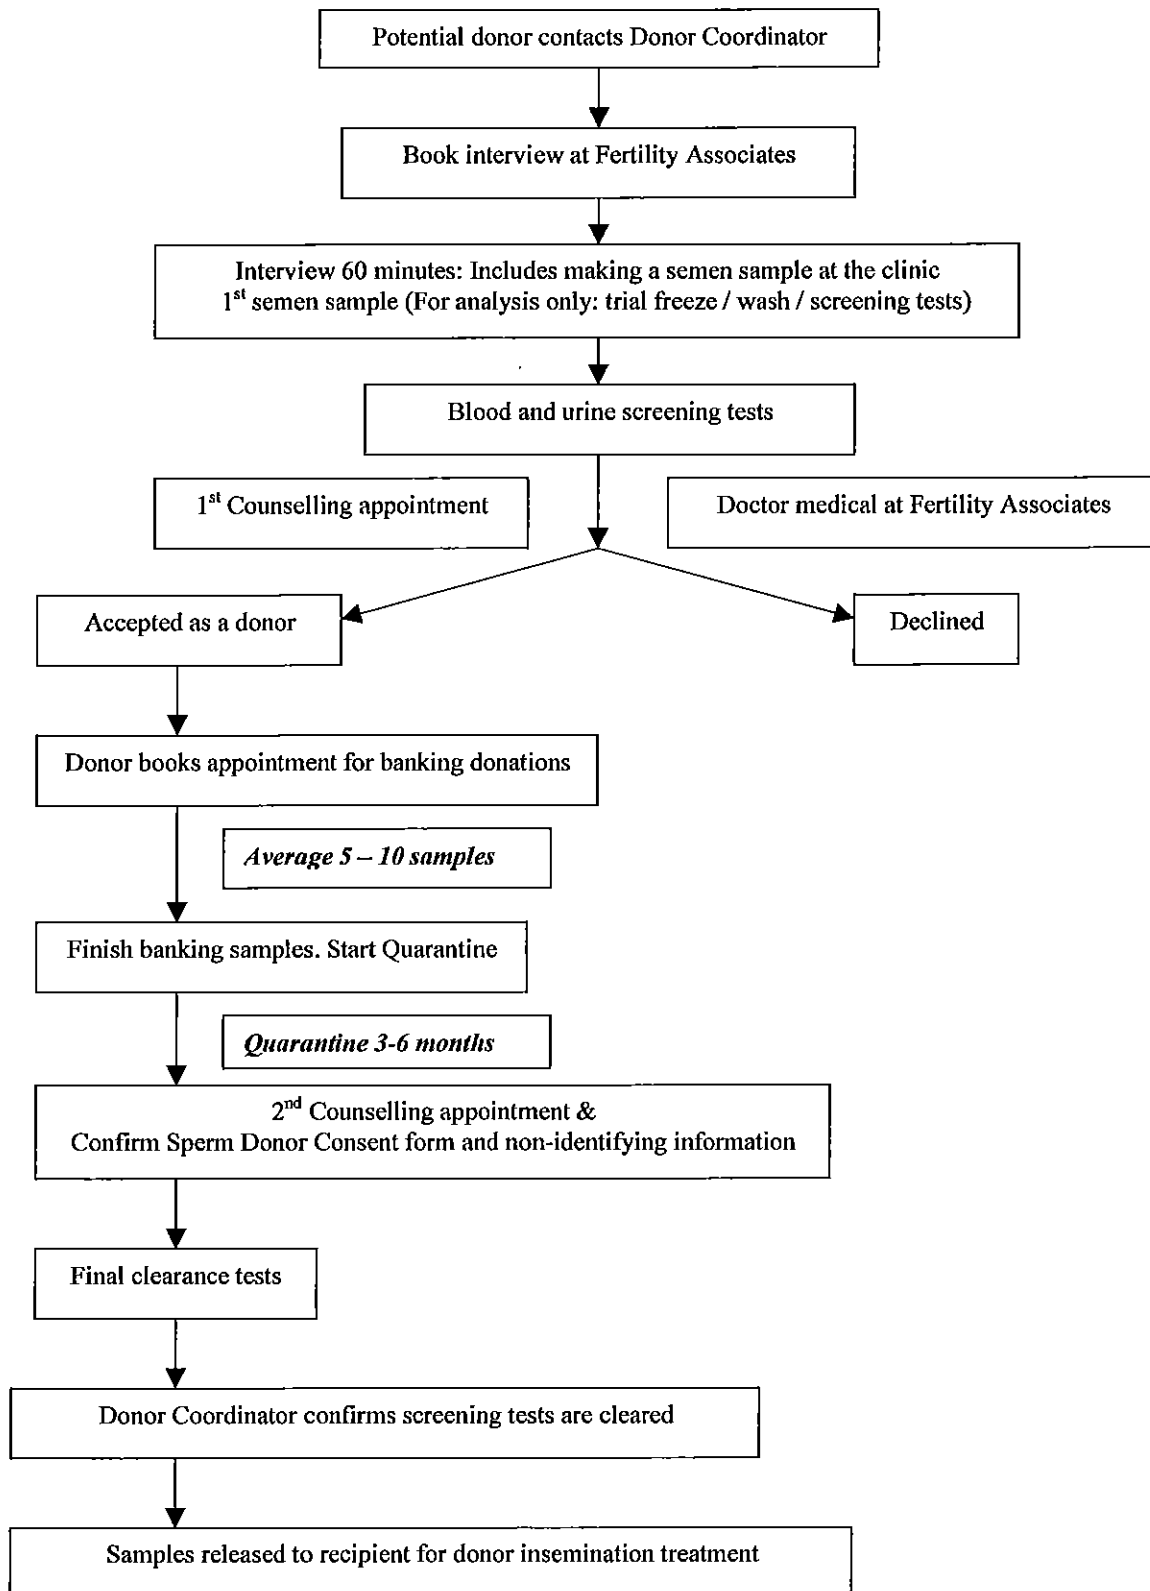 Potential donor contacts Donor Coordinator
Book interview at Fertility Associates
Interview 60 minutes: Includes making a semen sample at the clinic
1st semen sample (For analysis only: trial freeze / wash / screening tests)
Blood and urine screening tests
1st Counselling appointment
Doctor medical at Fertility Associates
Accepted as a donor
Declined
Donor books appointment for banking donations
Average 5 – 10 samples
Finish banking samples. Start Quarantine
Quarantine 3-6 months
2nd Counselling appointment &
Confirm Sperm Donor Consent form and non-identifying information
Final clearance tests
Donor Coordinator confirms screening tests are cleared
Samples released to recipient for donor insemination treatment